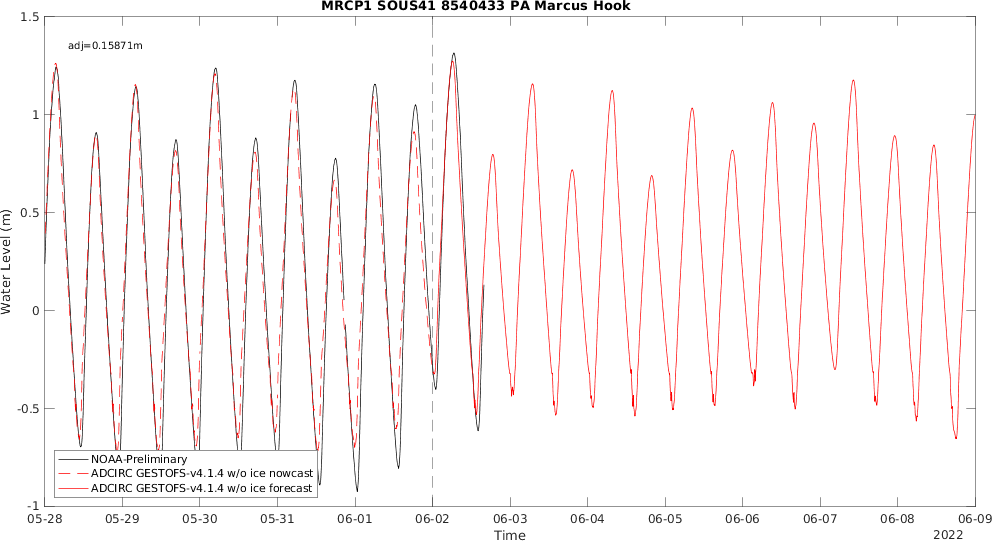 MRCP1 SOUS41 8540433 PA Marcus Hook
adj=0.15871m
1.5
1
0.5
0
-0.5
-1
Water Level (m)
NOAA-Preliminary
ADCIRC GESTOFS-v4.1.4 w/o ice nowcast
ADCIRC GESTOFS-v4.1.4 w/o ice forecast
05-28 05-29 05-30 05-31 06-01 06-02 06-03 06-04 06-05 06-06 06-07 06-08 06-09
Time
2022